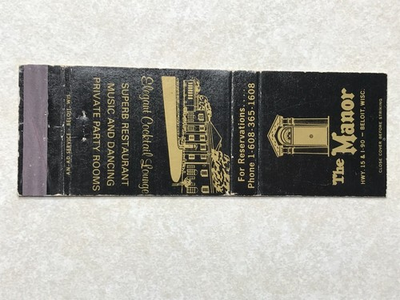 The Manor
HWY. 15 & I-90 – BELOIT, WISC.
CLOSE COVER BEFORE STRIKING
For Reservations...
Phone 1-608-365-1608
Elegant Cocktail Lounge
SUPERB RESTAURANT
MUSIC AND DANCING
PRIVATE PARTY ROOMS